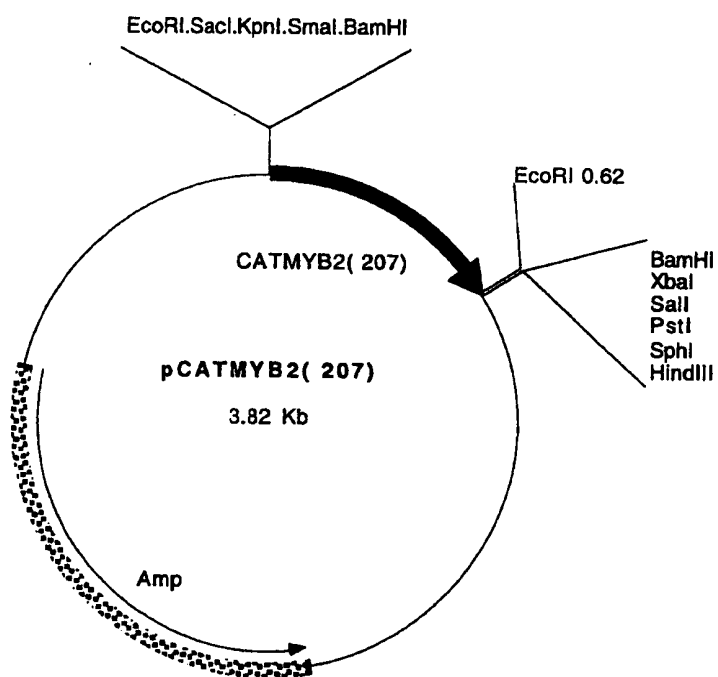 EcoRI.SacI.KpnI.SmaI.BamHI
EcoRI 0.62
CATMYB2( 207)
BamHI
XbaI
SalI
PstI
SphI
HindIII
pCATMYB2( 207)
3.82 Kb
Amp